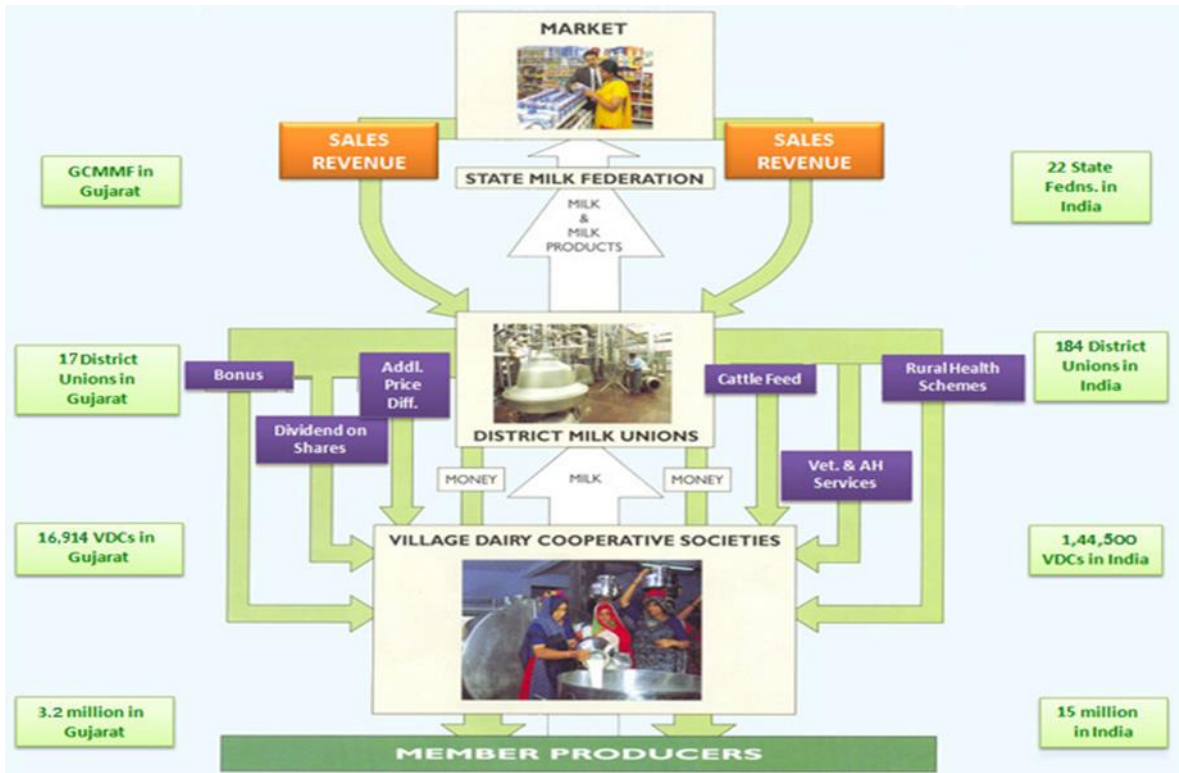 MARKET
SALES
REVENUE
SALES
REVENUE
GCMMF in
Gujarat
STATE MILK FEDERATION
22 State
Fedns. in
India
MILK
&
MILK
PRODUCTS
17 District
Unions in
Gujarat
Bonus
Addl.
Price
Diff.
Cattle Feed
Rural Health
Schemes
184 District
Unions in
India
Dividend on
Shares
DISTRICT MILK UNIONS
Vet. & AH
Services
MONEY
MILK
MONEY
16,914 VDCs in
Gujarat
VILLAGE DAIRY COOPERATIVE SOCIETIES
1,44,500
VDCs in India
3.2 million in
Gujarat
15 million
in India
MEMBER PRODUCERS